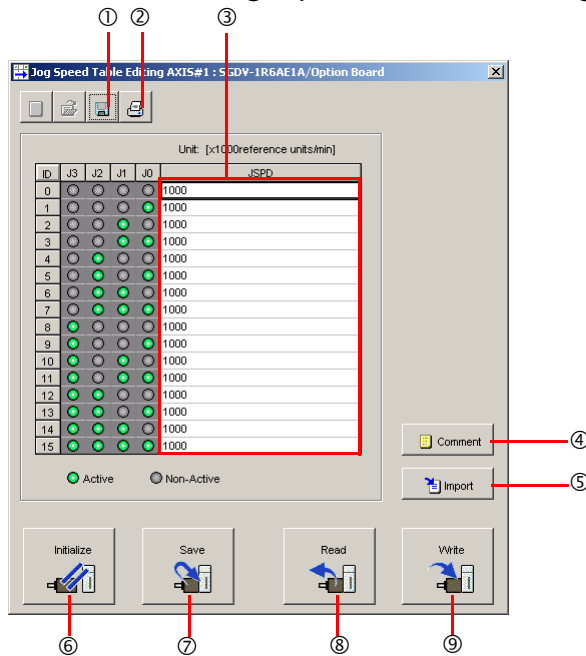 ① ② ③
Jog Speed Table Editing AXIS#1 : SGDV-1R6AE1A/Option Board
Unit: [x1000reference units/min]
ID J3 J2 J1 J0 JSPD
0 1000
1 1000
2 1000
3 1000
4 1000
5 1000
6 1000
7 1000
8 1000
9 1000
10 1000
11 1000
12 1000
13 1000
14 1000
15 1000
Comment ④
Active Non-Active
Import ⑤
Initialize Save Read Write
⑥ ⑦ ⑧ ⑨